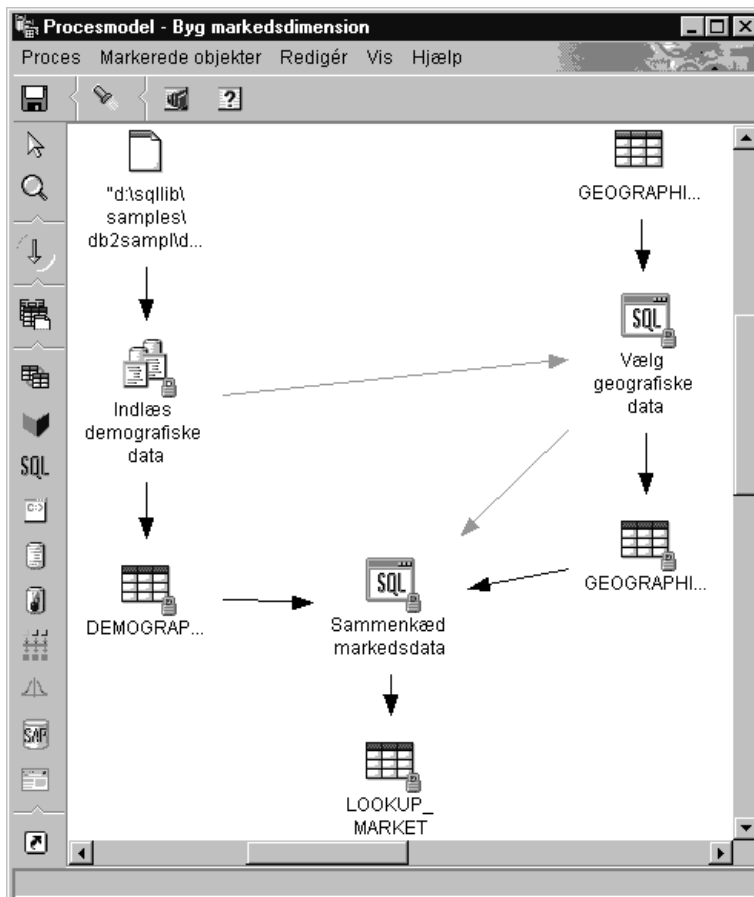 Procesmodel - Byg markedsdimension
Proces Markerede objekter Redigér Vis Hjælp
"d:\sqllib\
samples\
db2sampl\d...
GEOGRAPHI...
SQL
Vælg
geografiske
data
Indlæs
demografiske
data
SQL
DEMOGRAP...
SQL
Sammenkæd
markedsdata
GEOGRAPHI...
SAP
LOOKUP_
MARKET